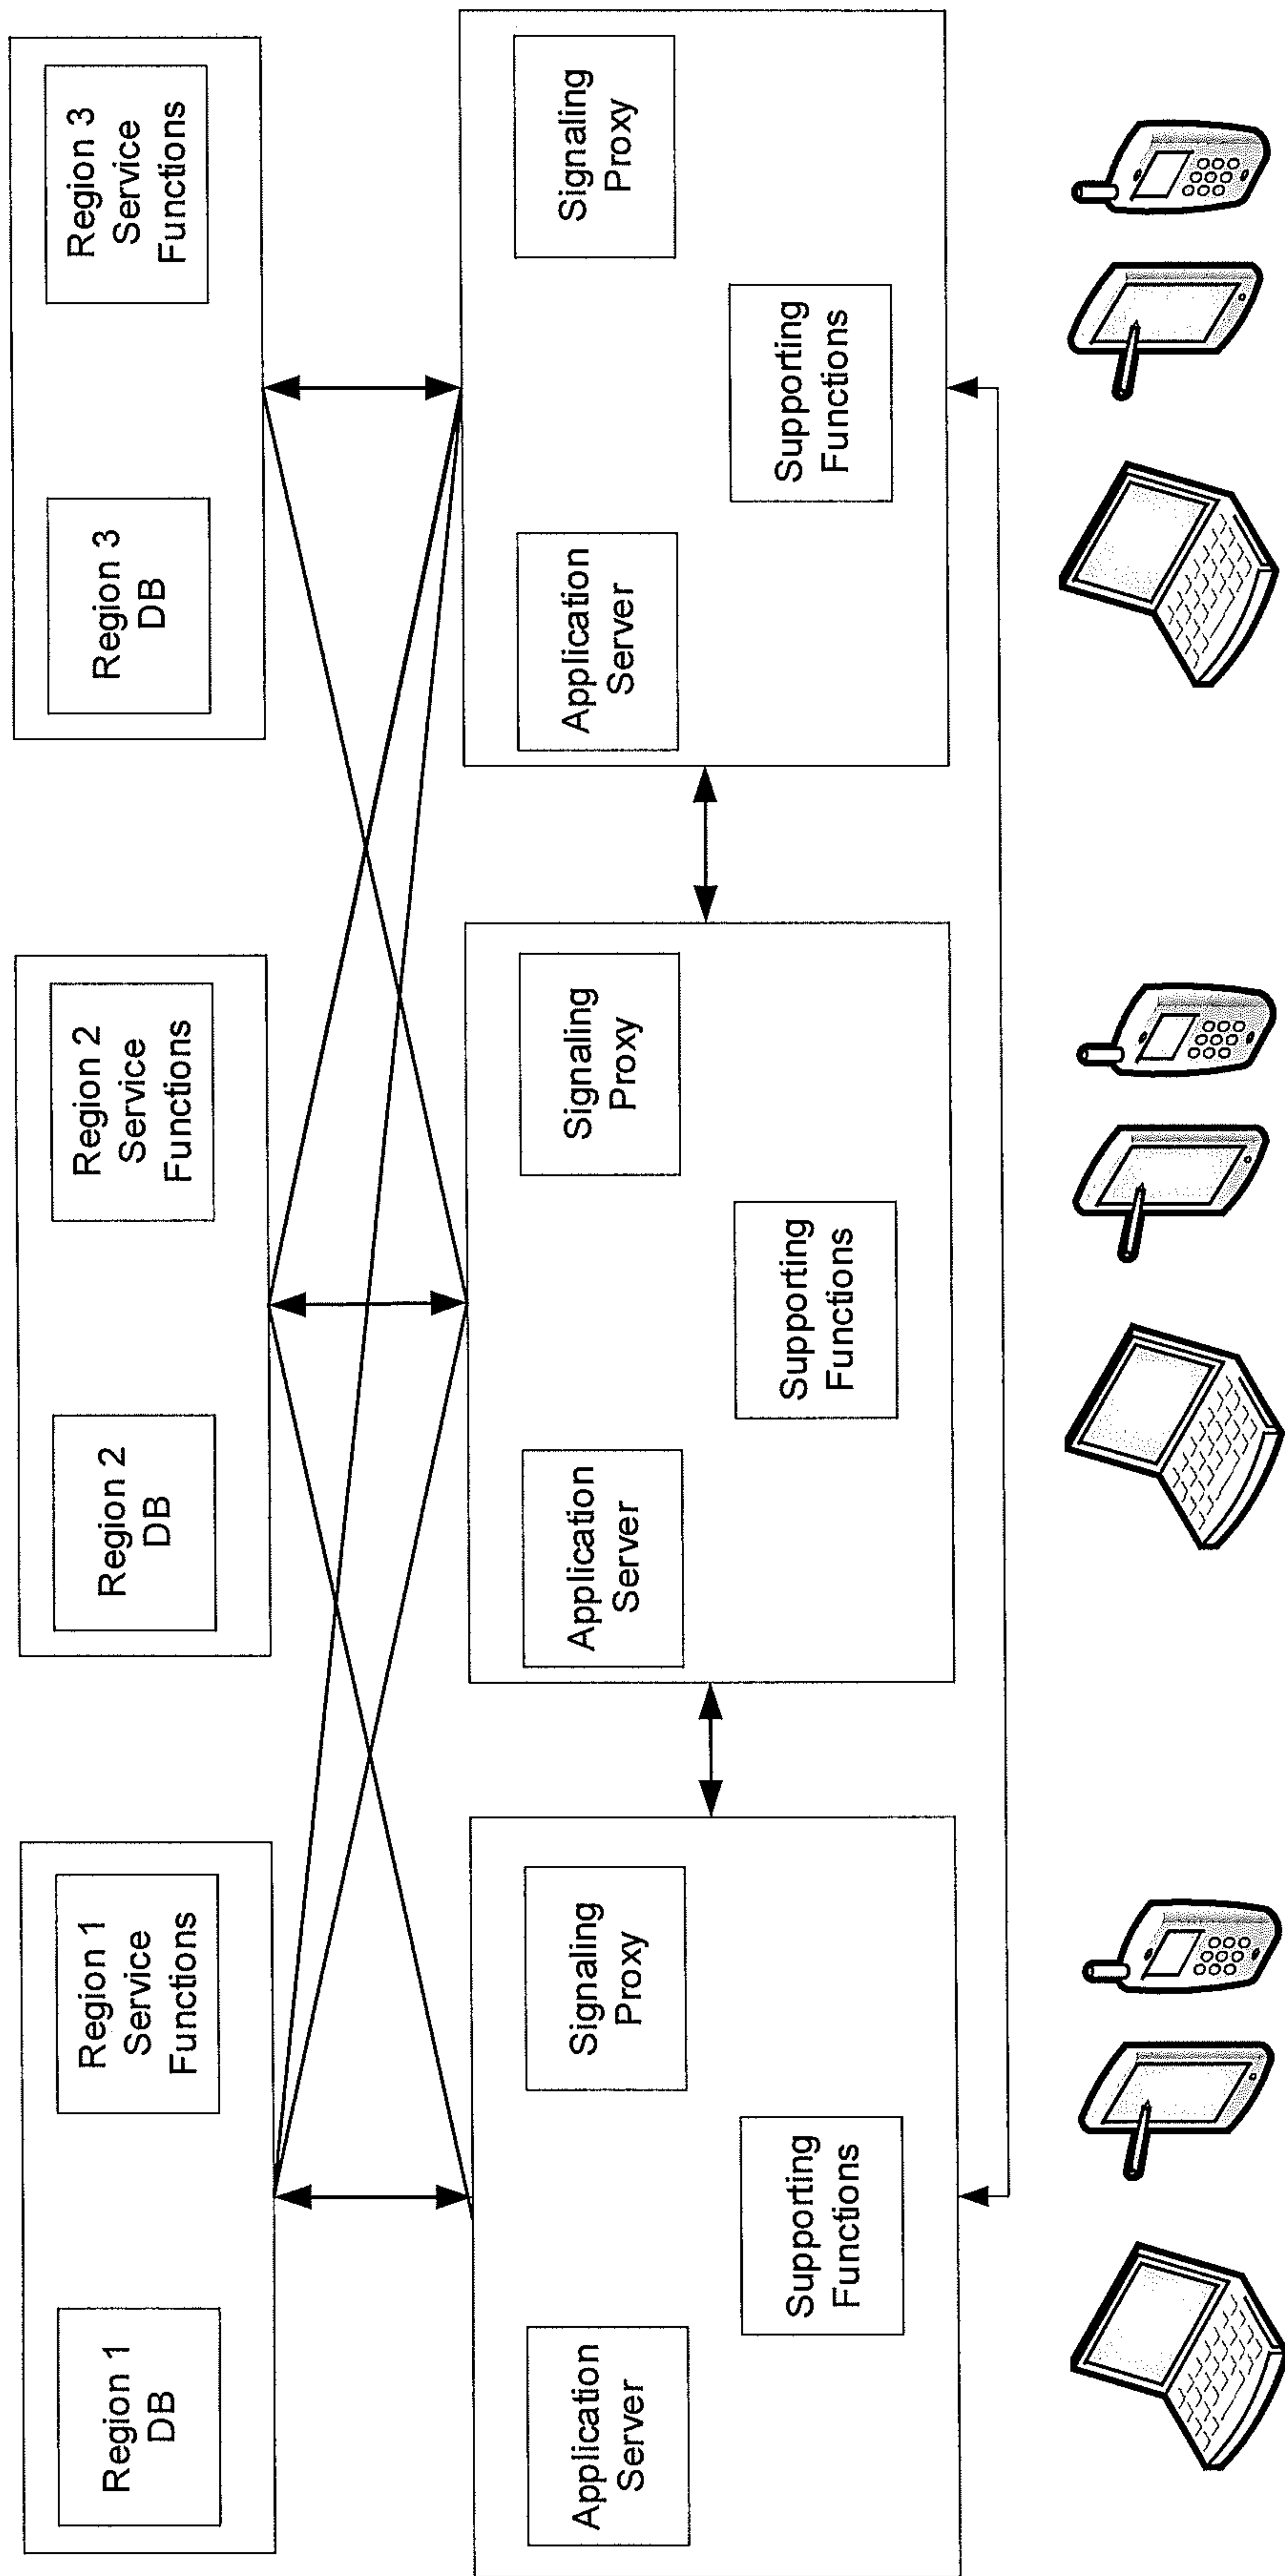 Region 1
DB
Region 1
Service
Functions
Region 2
DB
Region 2
Service
Functions
Region 3
DB
Region 3
Service
Functions
Application
Server
Signaling
Proxy
Supporting
Functions
Application
Server
Signaling
Proxy
Supporting
Functions
Application
Server
Signaling
Proxy
Supporting
Functions